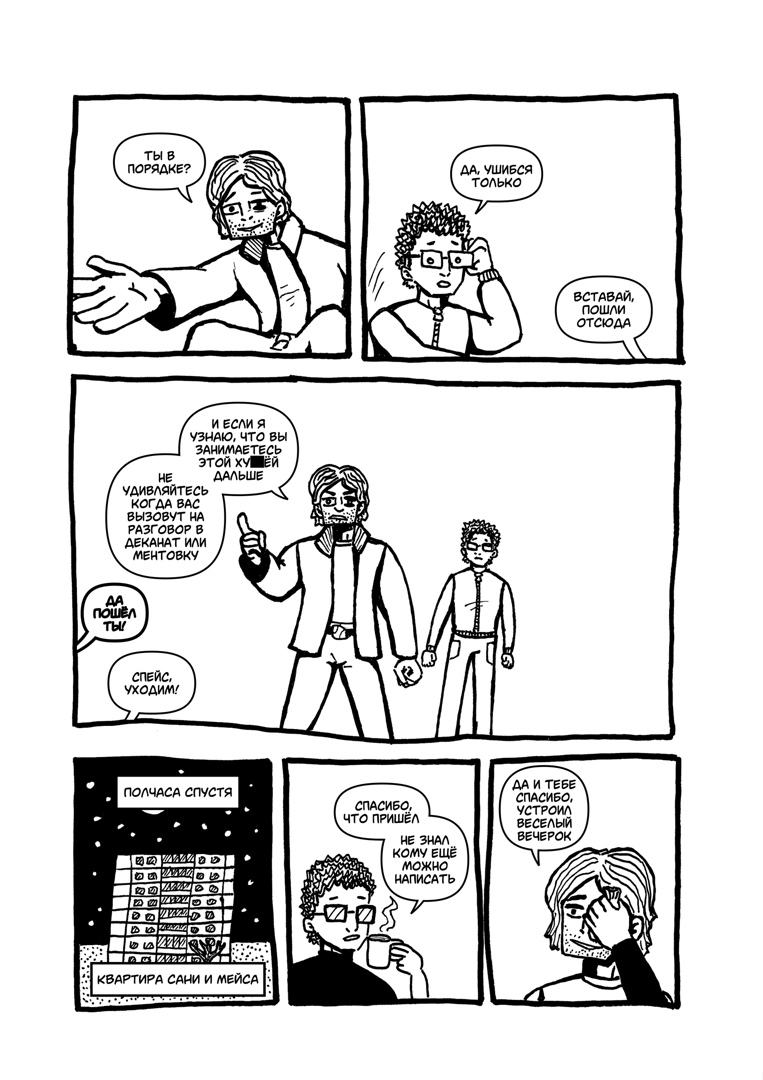 ТЫ В
ПОРЯДКЕ?
ДА, УШИБСЯ
ТОЛЬКО
ВСТАВАЙ,
ПОШЛИ
ОТСЮДА
И ЕСЛИ Я
УЗНАЮ, ЧТО ВЫ
ЗАНИМАЕТЕСЬ
ЭТОЙ ХУ██ЁЙ
ДАЛЬШЕ
НЕ
УДИВЛЯЙТЕСЬ
КОГДА ВАС
ВЫЗОВУТ НА
РАЗГОВОР В
ДЕКАНАТ ИЛИ
МЕНТОВКУ
ДА
ПОШЁЛ
ТЫ!
СПЕЙС,
УХОДИМ!
ПОЛЧАСА СПУСТЯ
КВАРТИРА САНИ И МЕЙСА
СПАСИБО,
ЧТО ПРИШЁЛ
НЕ ЗНАЛ
КОМУ ЕЩЁ
МОЖНО
НАПИСАТЬ
ДА И ТЕБЕ
СПАСИБО,
УСТРОИЛ
ВЕСЕЛЫЙ
ВЕЧЕРОК